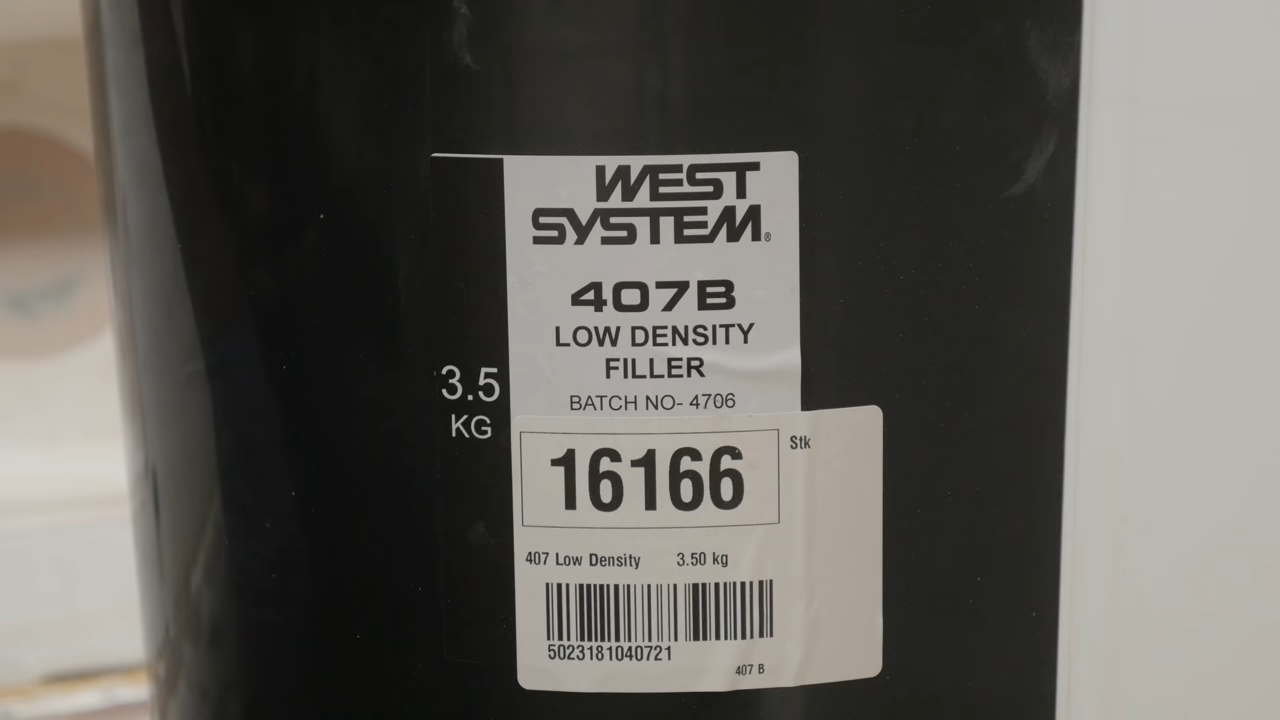 WEST
SYSTEM®
407B
LOW DENSITY
FILLER
BATCH NO- 4706
3.5
KG
16166
Stk
407 Low Density 3.50 kg
5023181040721
407 B